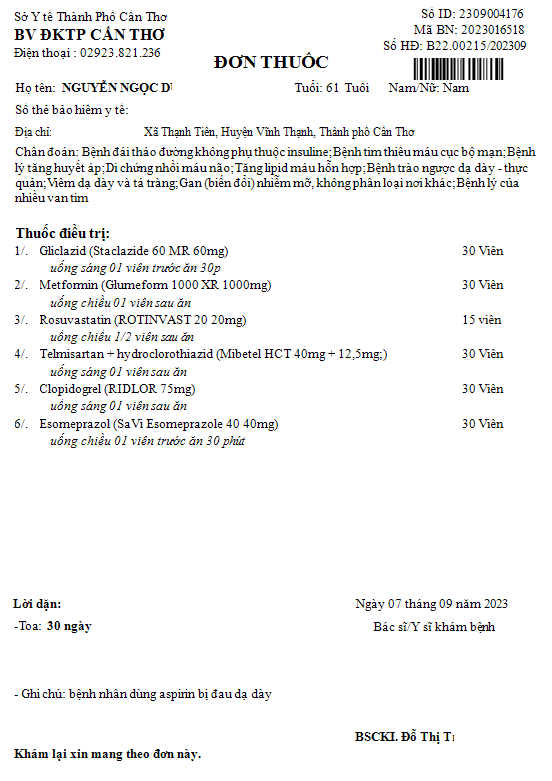 Sở Y tế Thành Phố Cần Thơ
Số ID: 2309004176
BV ĐKTP CẦN THƠ
Mã BN: 2023016518
Điện thoại : 02923.821.236
Số HĐ: B22.00215/202309
ĐƠN THUỐC
Họ tên: NGUYỄN NGỌC
Tuổi: 61 Tuổi
Nam/Nữ: Nam
Số thẻ bảo hiểm y tế:
Địa chỉ: Xã Thạnh Tiến, Huyện Vĩnh Thạnh, Thành phố Cần Thơ
Chẩn đoán: Bệnh đái tháo đường không phụ thuộc insuline;Bệnh tim thiếu máu cục bộ mạn;Bệnh
lý tăng huyết áp;Di chứng nhồi máu não;Tăng lipid máu hỗn hợp;Bệnh trào ngược dạ dày - thực
quản;Viêm dạ dày và tá tràng;Gan (biến đổi) nhiễm mỡ, không phân loại nơi khác;Bệnh lý của
nhiều van tim
Thuốc điều trị:
1/. Gliclazid (Staclazide 60 MR 60mg) 30 Viên
uống sáng 01 viên trước ăn 30p
2/. Metformin (Glumeform 1000 XR 1000mg) 30 Viên
uống chiều 01 viên sau ăn
3/. Rosuvastatin (ROTINVAST 20 20mg) 15 viên
uống chiều 1/2 viên sau ăn
4/. Telmisartan + hydroclorothiazid (Mibetel HCT 40mg + 12,5mg;) 30 Viên
uống sáng 01 viên sau ăn
5/. Clopidogrel (RIDLOR 75mg) 30 Viên
uống sáng 01 viên sau ăn
6/. Esomeprazol (SaVi Esomeprazole 40 40mg) 30 Viên
uống chiều 01 viên trước ăn 30 phút
Lời dặn:
Ngày 07 tháng 09 năm 2023
-Toa: 30 ngày
Bác sĩ/Y sĩ khám bệnh
- Ghi chú: bệnh nhân dùng aspirin bị đau dạ dày
BSCKI. Đỗ Thị
Khám lại xin mang theo đơn này.